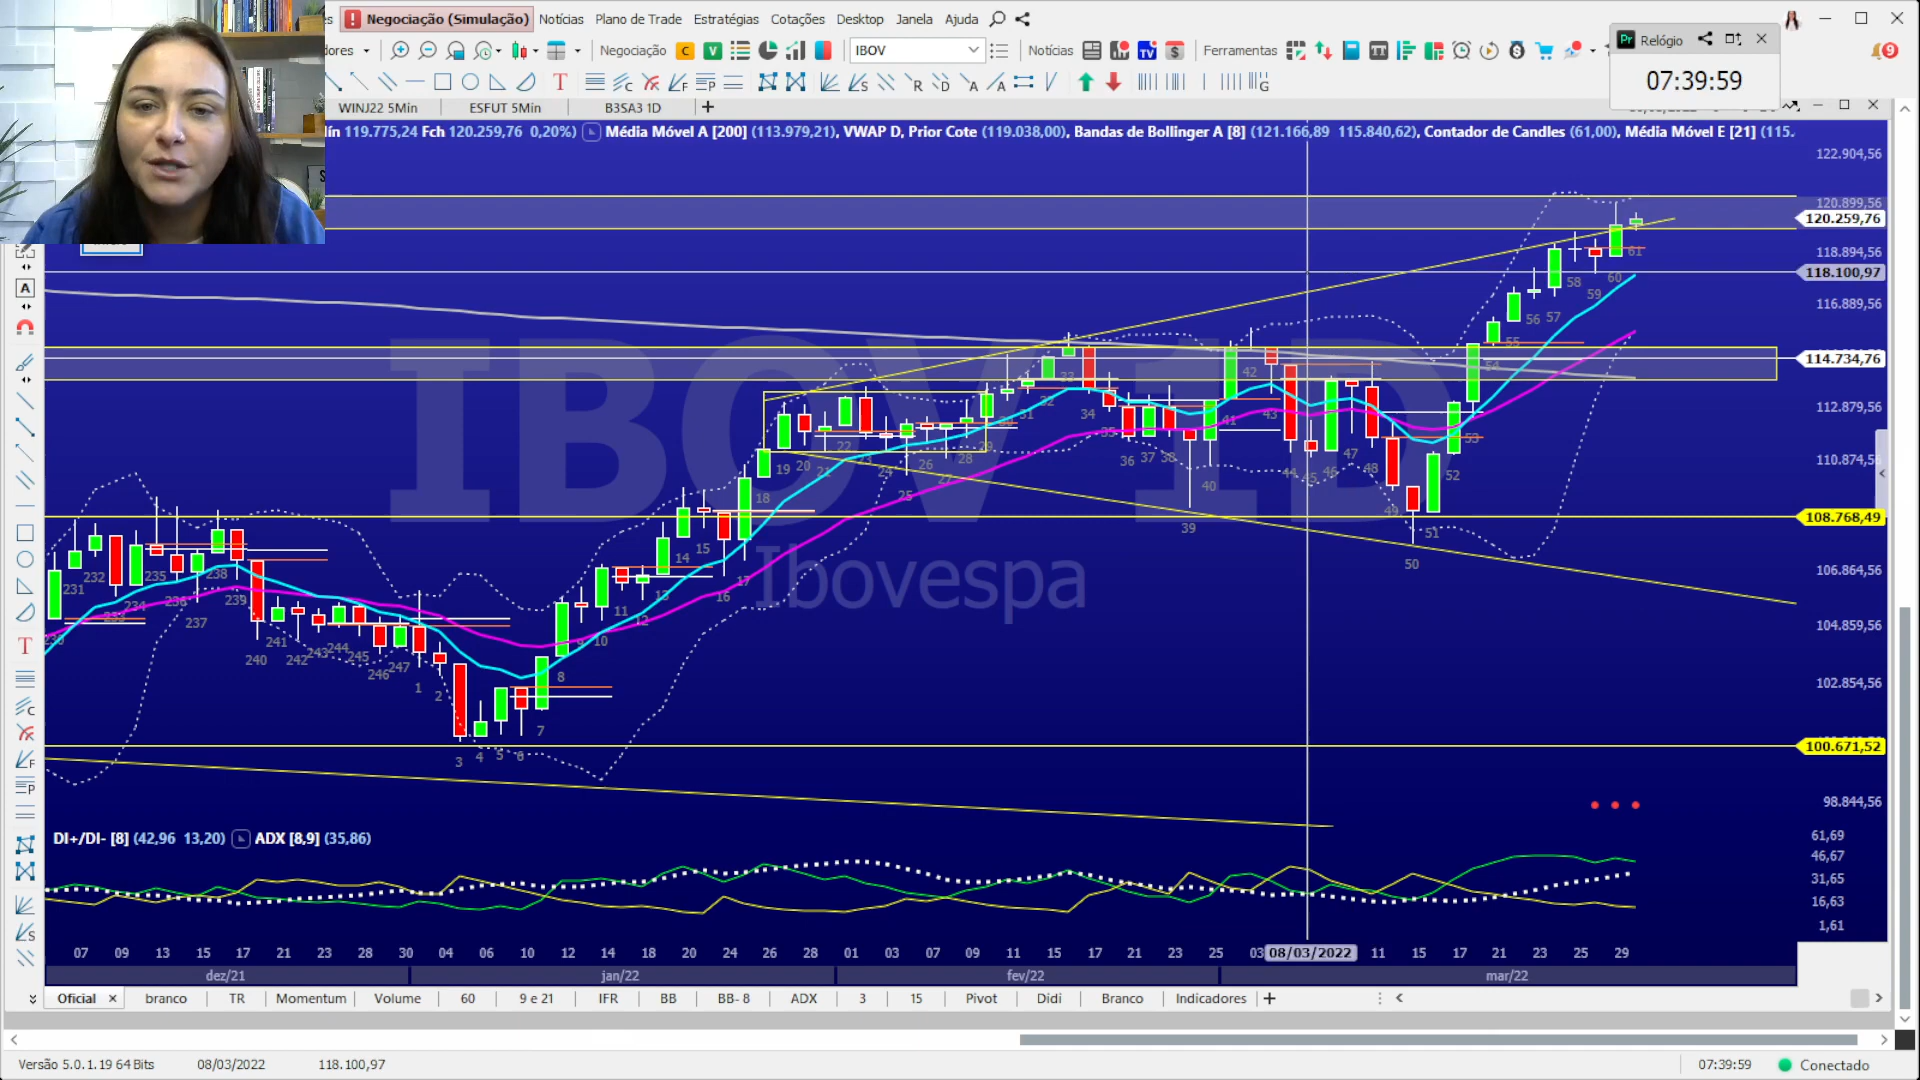 Negociação (Simulação) Notícias Plano de Trade Estratégias Cotações Desktop Janela Ajuda
Relógio
07:39:59
dores Negociação IBOV Notícias Ferramentas
9
WINJ22 5Min ESFUT 5Min B3SA3 1D +
119.775,24 Fch 120.259,76 0,20%) Média Móvel A [200] (113.979,21), VWAP D, Prior Cote (119.038,00), Bandas de Bollinger A [8] (121.166,89 115.840,62), Contador de Candles (61,00), Média Móvel E [21] (115.
122.904,56
120.899,56
120.259,76
118.894,56
118.100,97
116.889,56
114.734,76
112.879,56
110.874,56
108.768,49
106.864,56
104.859,56
102.854,56
100.671,52
98.844,56
IBOV 1D
Ibovespa
DI+/DI- [8] (42,96 13,20) ADX [8,9] (35,86)
61,69
46,67
31,65
16,63
1,61
07 09 13 15 17 21 23 28 30 04 06 10 12 14 18 20 24 26 28 01 03 07 09 11 15 17 21 23 25 03 08/03/2022 11 15 17 21 23 25 29
dez/21 jan/22 fev/22 mar/22
Oficial branco TR Momentum Volume 60 9 e 21 IFR BB BB- 8 ADX 3 15 Pivot Didi Branco Indicadores +
Versão 5.0.1.19 64 Bits 08/03/2022 118.100,97 07:39:59 Conectado